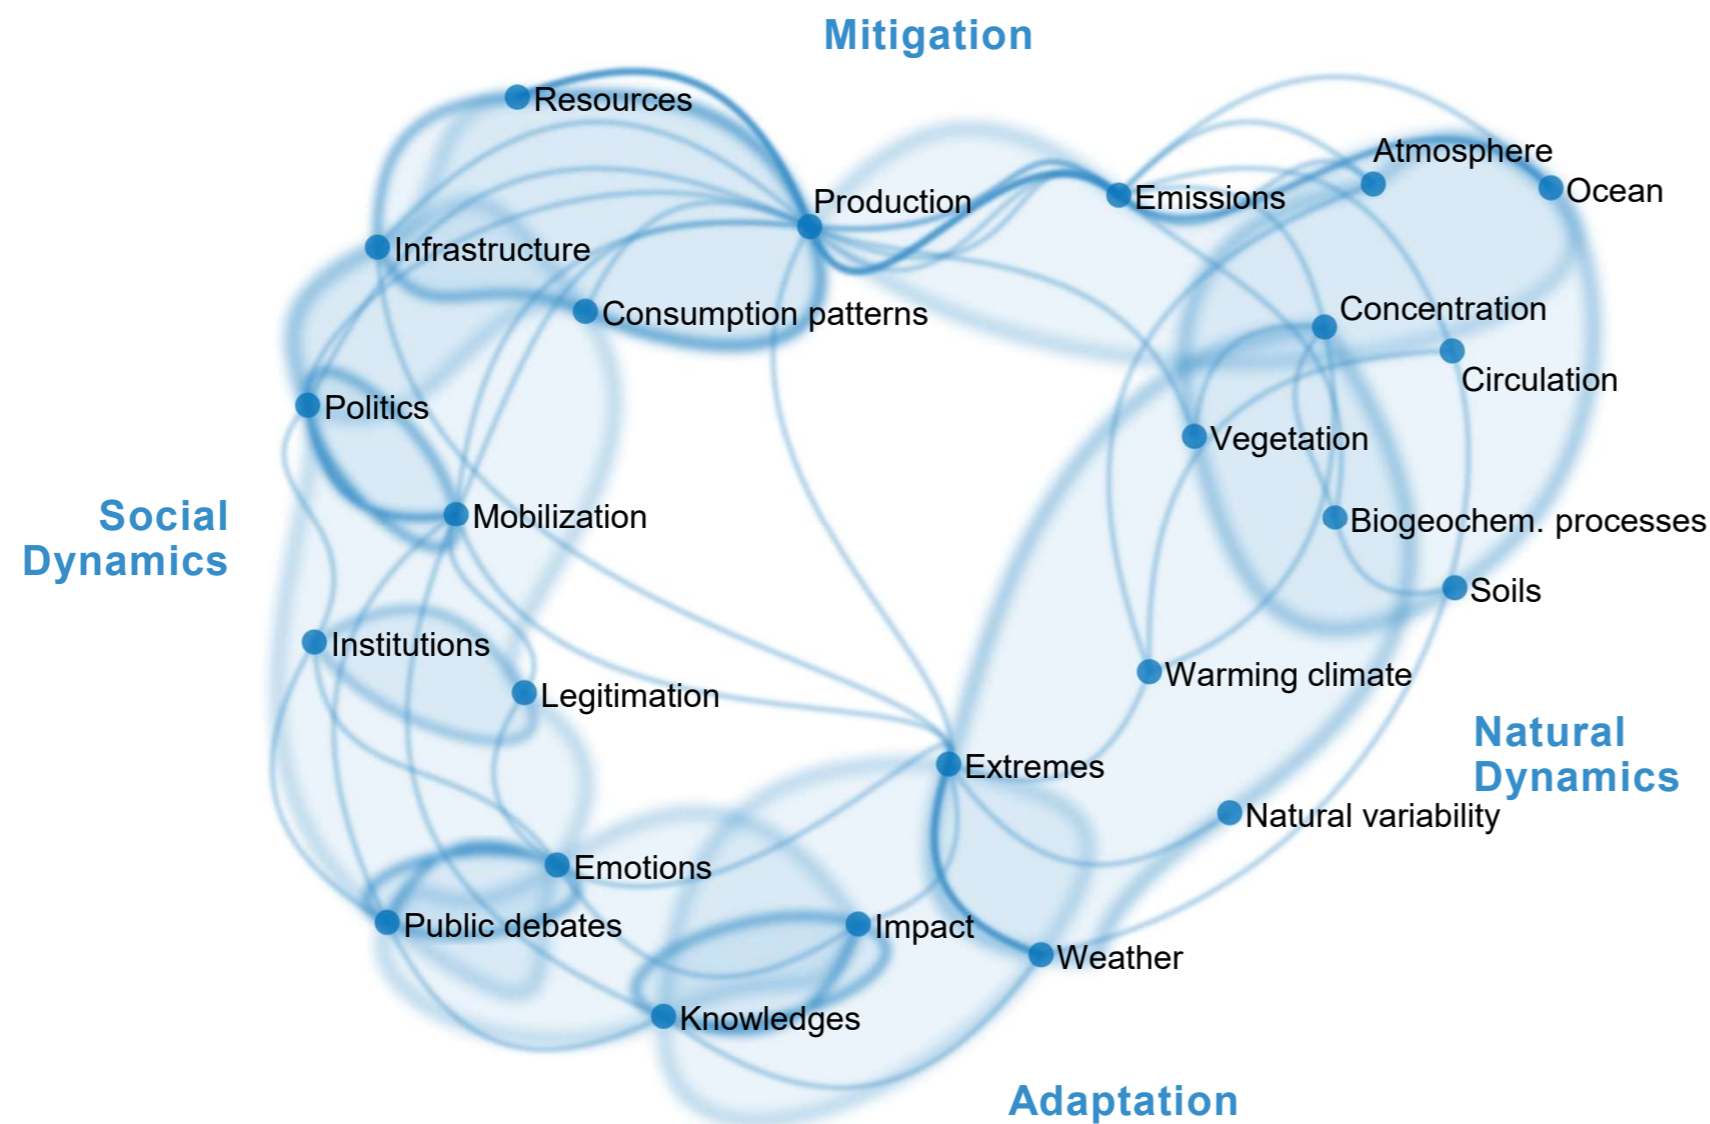 Mitigation
Resources
Atmosphere
Ocean
Production
Emissions
Infrastructure
Consumption patterns
Concentration
Circulation
Politics
Vegetation
Social
Dynamics
Mobilization
Biogeochem. processes
Soils
Institutions
Legitimation
Warming climate
Natural
Dynamics
Extremes
Natural variability
Emotions
Public debates
Impact
Weather
Knowledges
Adaptation